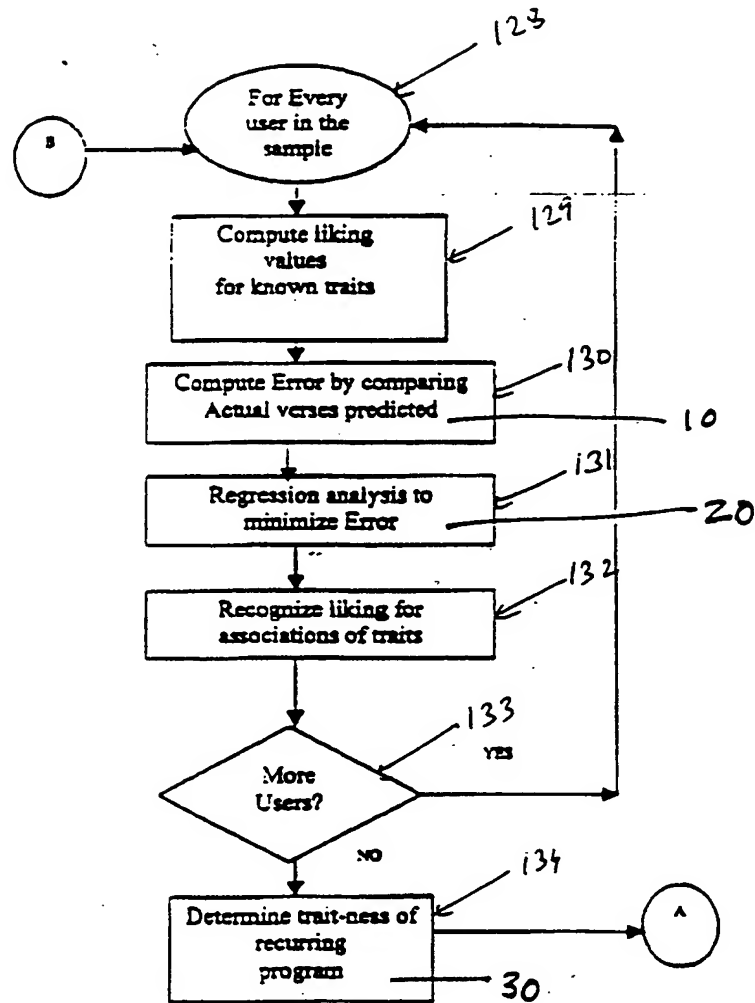 128
For Every
user in the
sample
B
129
Compute liking
values
for known traits
130
Compute Error by comparing
Actual verses predicted
10
131
Regression analysis to
minimize Error
20
132
Recognize liking for
associations of traits
133
YES
More
Users?
NO
134
Determine trait-ness of
recurring
program
A
30